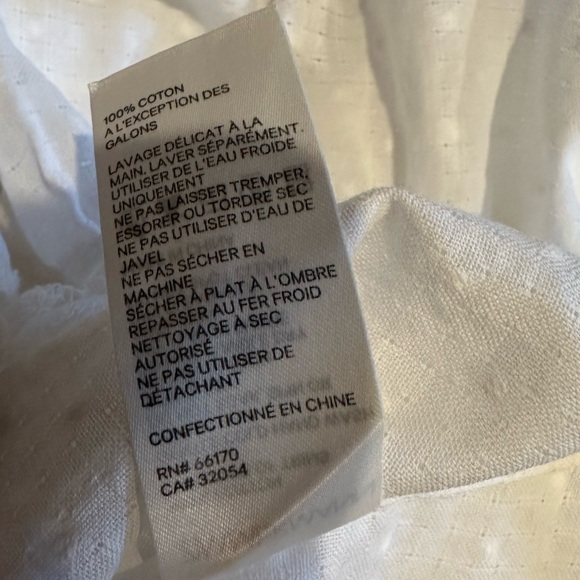 100% COTON
A L'EXCEPTION DES
GALONS
LAVAGE DÉLICAT À LA
MAIN, LAVER SÉPARÉMENT.
UTILISER DE L'EAU FROIDE
UNIQUEMENT
NE PAS LAISSER TREMPER,
ESSORER OU TORDRE SEC
NE PAS UTILISER D'EAU DE
JAVEL
NE PAS SÉCHER EN
MACHINE
SÉCHER À PLAT À L'OMBRE
REPASSER AU FER FROID
NETTOYAGE À SEC
AUTORISÉ
NE PAS UTILISER DE
DÉTACHANT
CONFECTIONNÉ EN CHINE
RN# 66170
CA# 32054